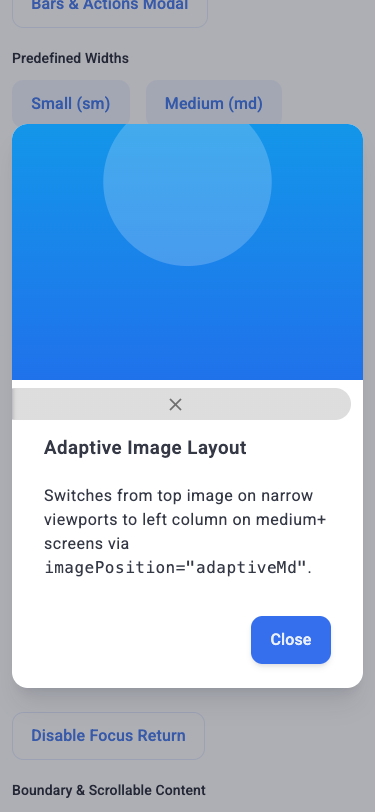 Bars & Actions Modal
Predefined Widths
Small (sm)
Medium (md)
Adaptive Image Layout
Switches from top image on narrow
viewports to left column on medium+
screens via
imagePosition="adaptiveMd".
Close
Disable Focus Return
Boundary & Scrollable Content